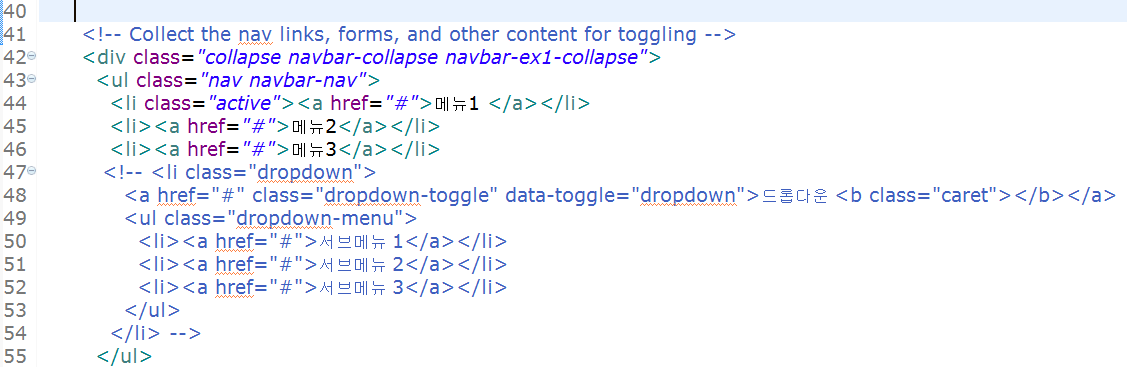 40
41 <!-- Collect the nav links, forms, and other content for toggling -->
42 <div class="collapse navbar-collapse navbar-ex1-collapse">
43 <ul class="nav navbar-nav">
44 <li class="active"><a href="#">메뉴1 </a></li>
45 <li><a href="#">메뉴2</a></li>
46 <li><a href="#">메뉴3</a></li>
47 <!-- <li class="dropdown">
48 <a href="#" class="dropdown-toggle" data-toggle="dropdown">드롭다운 <b class="caret"></b></a>
49 <ul class="dropdown-menu">
50 <li><a href="#">서브메뉴 1</a></li>
51 <li><a href="#">서브메뉴 2</a></li>
52 <li><a href="#">서브메뉴 3</a></li>
53 </ul>
54 </li> -->
55 </ul>